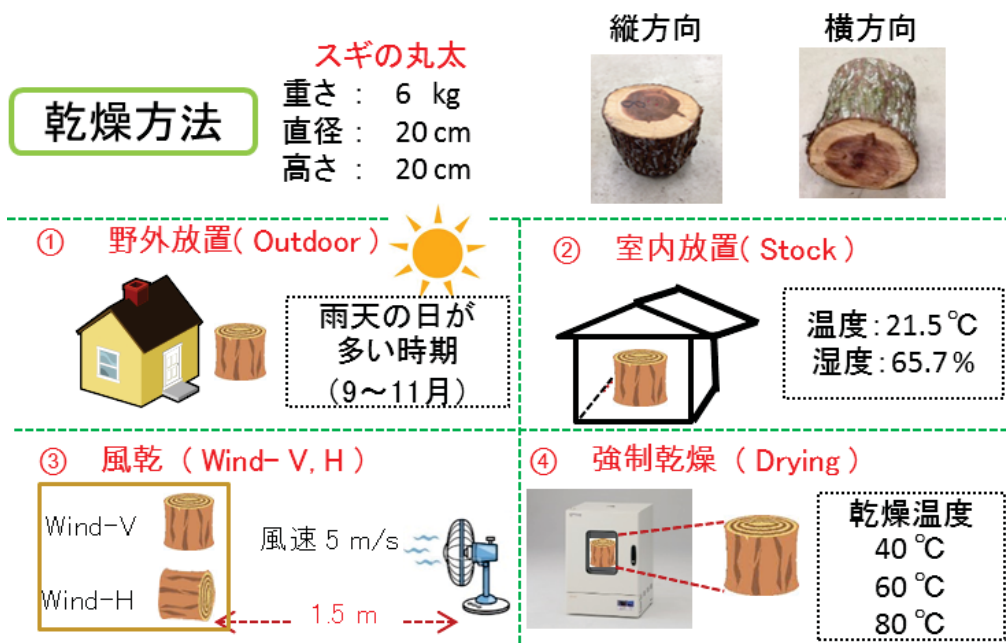 乾燥方法
スギの丸太
重さ： 6 kg
直径： 20 cm
高さ： 20 cm
縦方向
横方向
① 野外放置( Outdoor )
雨天の日が
多い時期
（9～11月）
② 室内放置( Stock )
温度：21.5℃
湿度：65.7%
③ 風乾 ( Wind- V, H )
Wind-V
Wind-H
風速 5 m/s
1.5 m
④ 強制乾燥 ( Drying )
乾燥温度
40 ℃
60 ℃
80 ℃